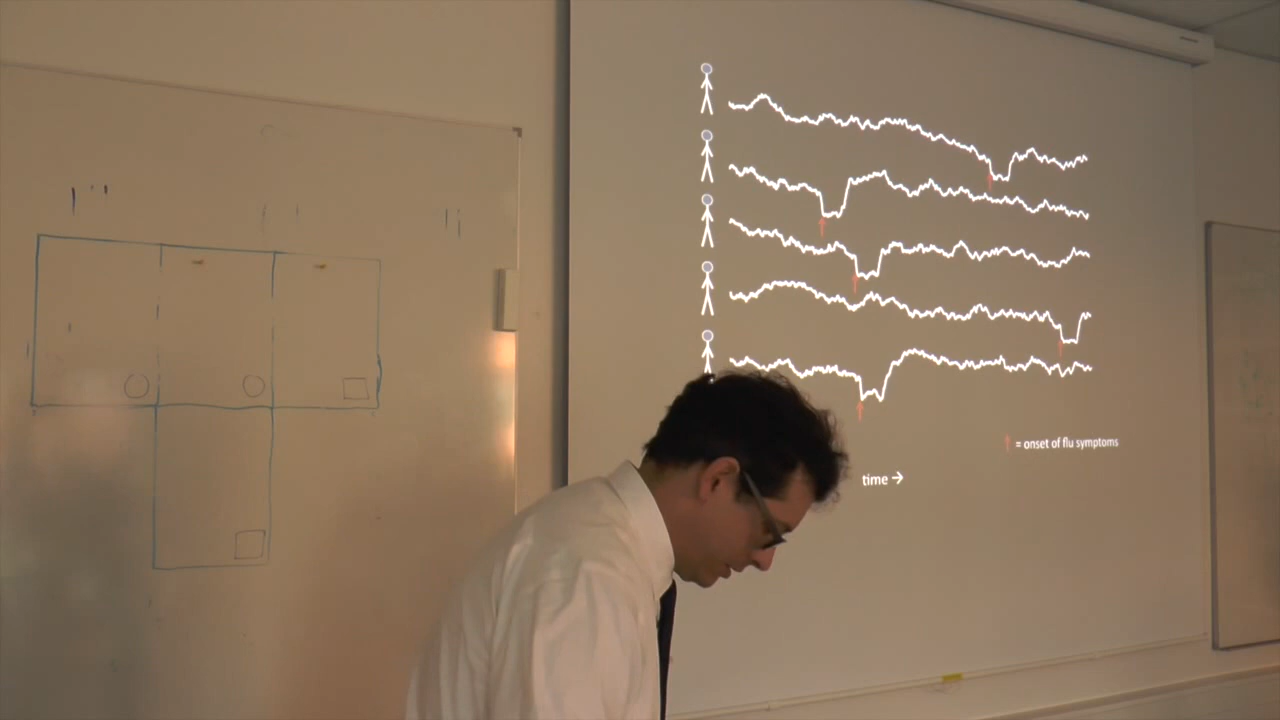 ↑ = onset of flu symptoms
time →